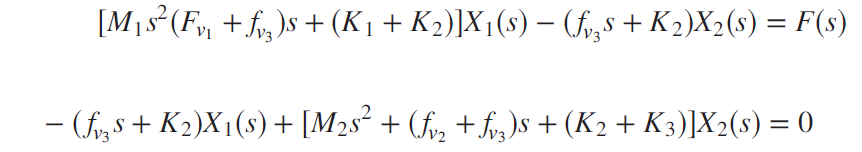 [M₁s²(F_{v₁} + f_{v₃})s + (K₁ + K₂)]X₁(s) − (f_{v₃}s + K₂)X₂(s) = F(s)
− (f_{v₃}s + K₂)X₁(s) + [M₂s² + (f_{v₂} + f_{v₃})s + (K₂ + K₃)]X₂(s) = 0